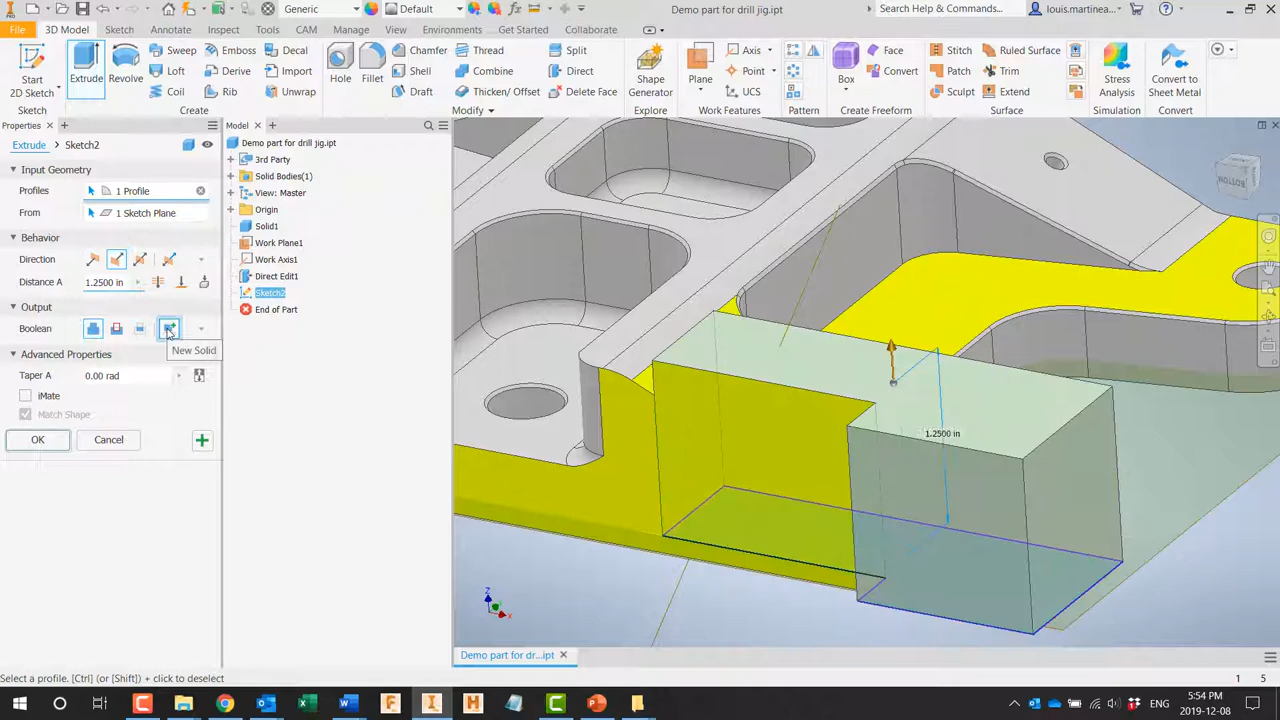 Generic
Default
Demo part for drill jig.ipt
Search Help & Commands...
louis.martinea...
PRO
File
3D Model
Sketch
Annotate
Inspect
Tools
CAM
Manage
View
Environments
Get Started
Collaborate
Start
2D Sketch
Extrude
Revolve
Sweep
Loft
Coil
Emboss
Derive
Rib
Decal
Import
Unwrap
Hole
Fillet
Chamfer
Shell
Draft
Thread
Combine
Thicken/ Offset
Split
Direct
Delete Face
Shape
Generator
Plane
Axis
Point
UCS
Box
Face
Convert
Stitch
Patch
Sculpt
Ruled Surface
Trim
Extend
Stress
Analysis
Convert to
Sheet Metal
Sketch
Create
Modify
Explore
Work Features
Pattern
Create Freeform
Surface
Simulation
Convert
Properties
Extrude > Sketch2
Input Geometry
Profiles
1 Profile
From
1 Sketch Plane
Behavior
Direction
Distance A
1.2500 in
Output
Boolean
New Solid
Advanced Properties
Taper A
0.00 rad
iMate
Match Shape
OK
Cancel
Model
Demo part for drill jig.ipt
3rd Party
Solid Bodies(1)
View: Master
Origin
Solid1
Work Plane1
Work Axis1
Direct Edit1
Sketch2
End of Part
BOTTOM
1.2500 in
Z
X
Demo part for dr...ipt
Select a profile. [Ctrl] (or [Shift] + click to deselect
1
5
5:54 PM
2019-12-08